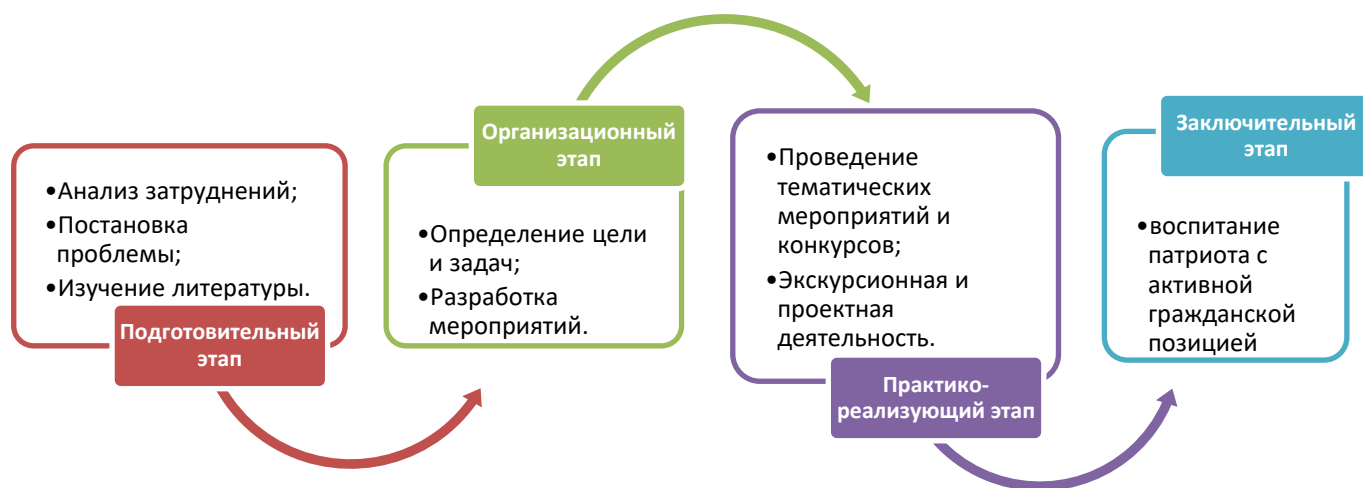 •Анализ затруднений;
•Постановка
проблемы;
•Изучение литературы.
Подготовительный
этап
Организационный
этап
•Определение цели
и задач;
•Разработка
мероприятий.
•Проведение
тематических
мероприятий и
конкурсов;
•Экскурсионная и
проектная
деятельность.
Практико-
реализующий этап
Заключительный
этап
•воспитание
патриота с
активной
гражданской
позицией